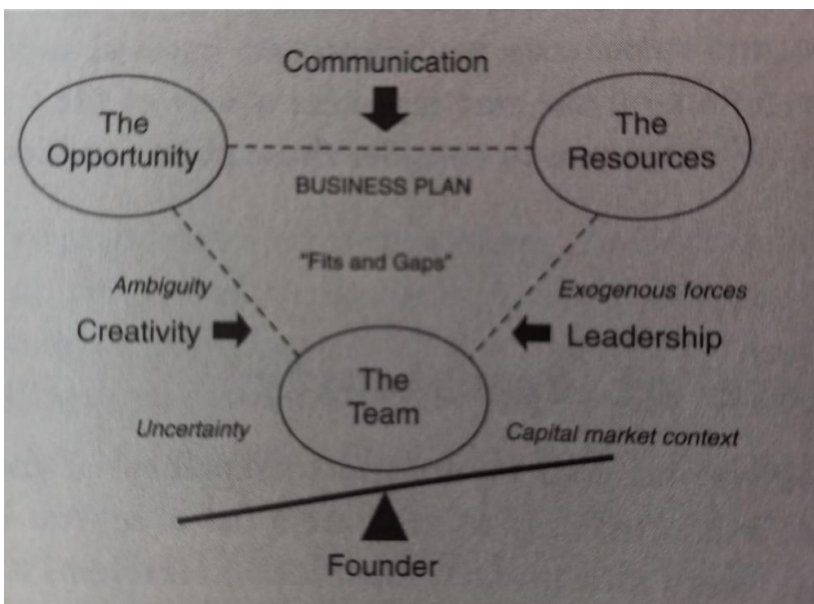 Communication
The
Opportunity
The
Resources
BUSINESS PLAN
"Fits and Gaps"
Ambiguity
Exogenous forces
Creativity
Leadership
The
Team
Uncertainty
Capital market context
Founder